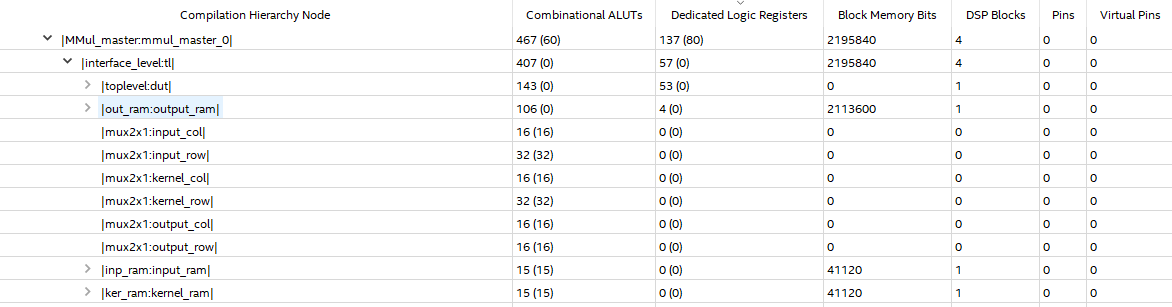 Compilation Hierarchy Node Combinational ALUTs Dedicated Logic Registers Block Memory Bits DSP Blocks Pins Virtual Pins
|MMul_master:mmul_master_0| 467 (60) 137 (80) 2195840 4 0 0
|interface_level:tl| 407 (0) 57 (0) 2195840 4 0 0
|toplevel:dut| 143 (0) 53 (0) 0 1 0 0
|out_ram:output_ram| 106 (0) 4 (0) 2113600 1 0 0
|mux2x1:input_col| 16 (16) 0 (0) 0 0 0 0
|mux2x1:input_row| 32 (32) 0 (0) 0 0 0 0
|mux2x1:kernel_col| 16 (16) 0 (0) 0 0 0 0
|mux2x1:kernel_row| 32 (32) 0 (0) 0 0 0 0
|mux2x1:output_col| 16 (16) 0 (0) 0 0 0 0
|mux2x1:output_row| 16 (16) 0 (0) 0 0 0 0
|inp_ram:input_ram| 15 (15) 0 (0) 41120 1 0 0
|ker_ram:kernel_ram| 15 (15) 0 (0) 41120 1 0 0